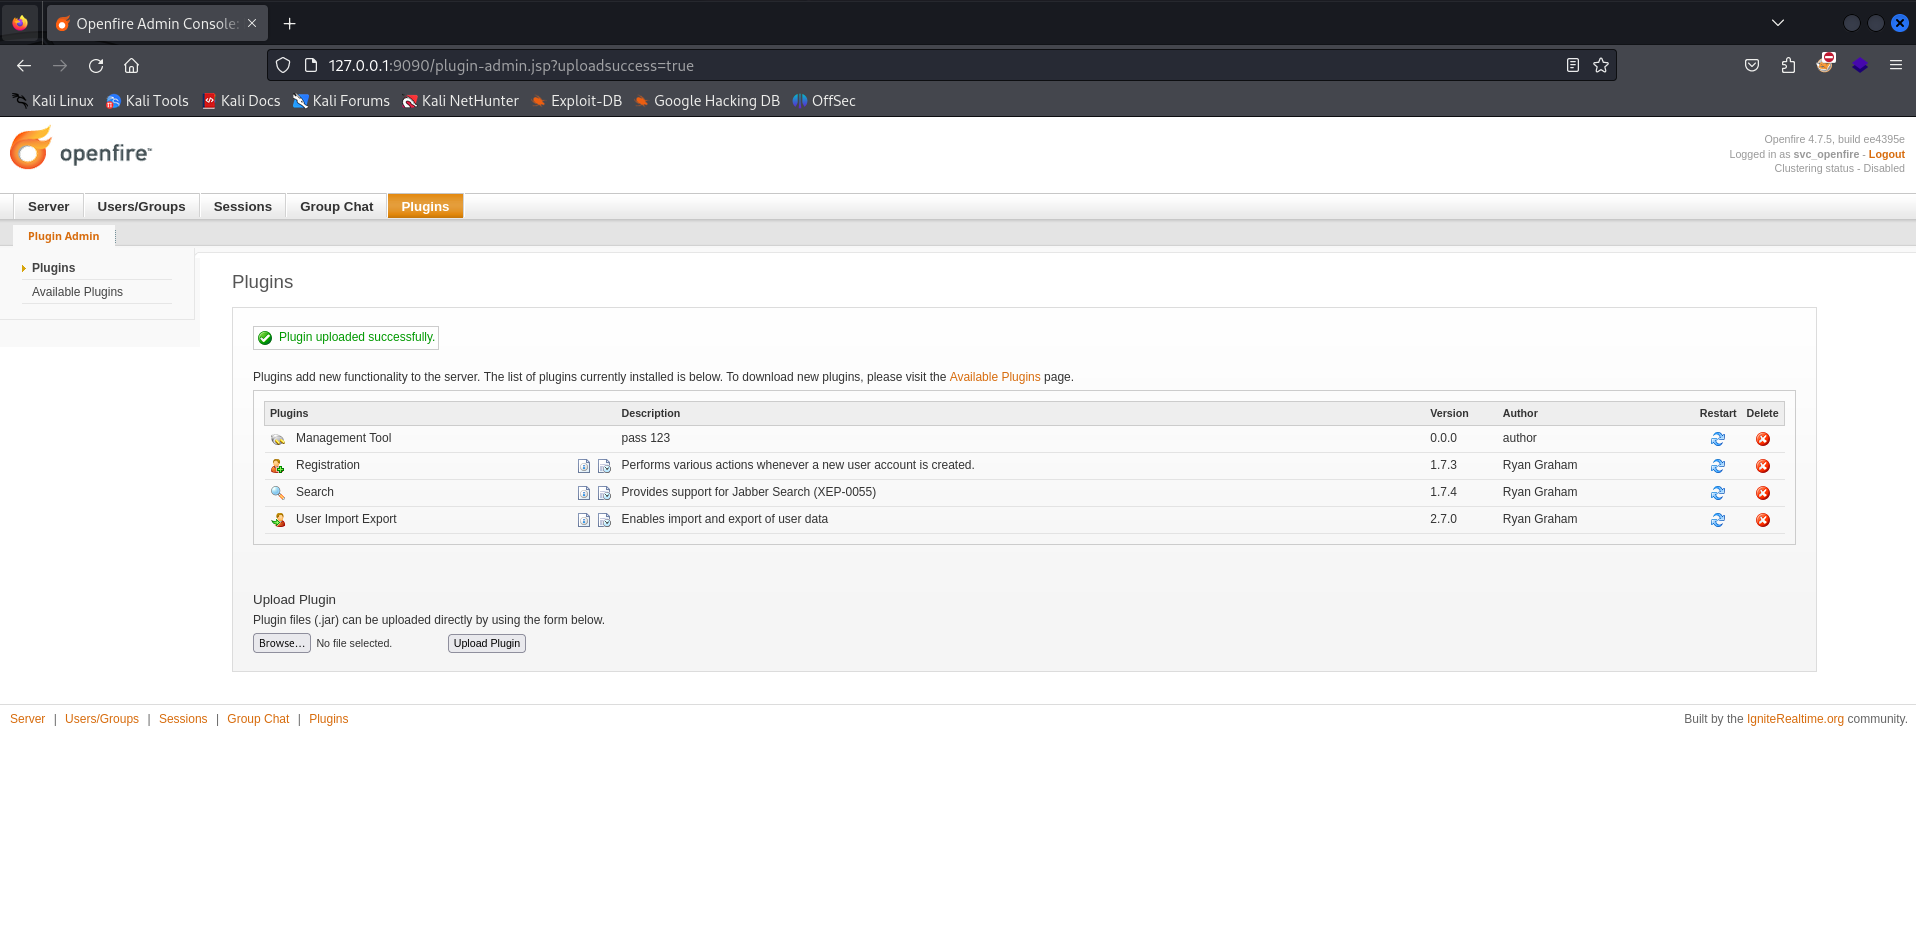 Openfire Admin Console:
127.0.0.1:9090/plugin-admin.jsp?uploadsuccess=true
Kali Linux Kali Tools Kali Docs Kali Forums Kali NetHunter Exploit-DB Google Hacking DB OffSec
openfire™
Openfire 4.7.5, build ee4395e
Logged in as svc_openfire - Logout
Clustering status - Disabled
Server Users/Groups Sessions Group Chat Plugins
Plugin Admin
Plugins
Available Plugins
Plugins
Plugin uploaded successfully.
Plugins add new functionality to the server. The list of plugins currently installed is below. To download new plugins, please visit the Available Plugins page.
Plugins Description Version Author Restart Delete
Management Tool pass 123 0.0.0 author
Registration Performs various actions whenever a new user account is created. 1.7.3 Ryan Graham
Search Provides support for Jabber Search (XEP-0055) 1.7.4 Ryan Graham
User Import Export Enables import and export of user data 2.7.0 Ryan Graham
Upload Plugin
Plugin files (.jar) can be uploaded directly by using the form below.
Browse... No file selected. Upload Plugin
Server | Users/Groups | Sessions | Group Chat | Plugins
Built by the IgniteRealtime.org community.